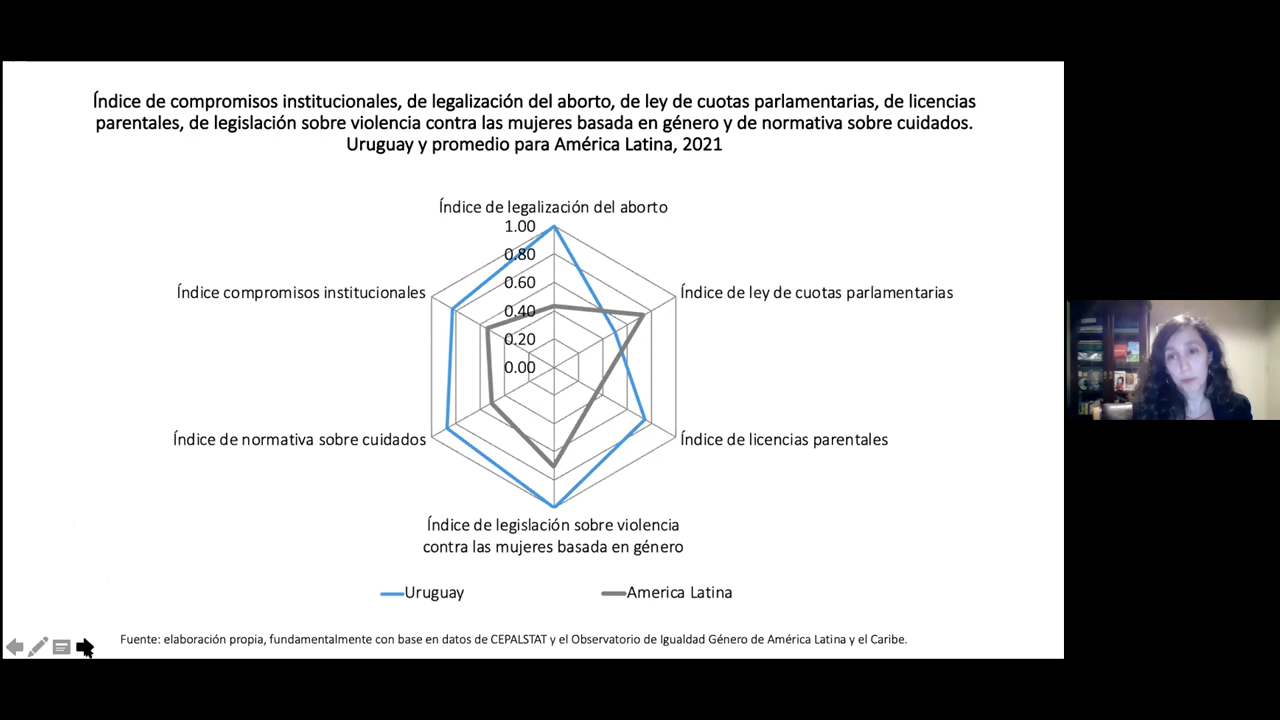 Índice de compromisos institucionales, de legalización del aborto, de ley de cuotas parlamentarias, de licencias
parentales, de legislación sobre violencia contra las mujeres basada en género y de normativa sobre cuidados.
Uruguay y promedio para América Latina, 2021
Índice de legalización del aborto
1.00
0.80
0.60
0.40
0.20
0.00
Índice compromisos institucionales
Índice de ley de cuotas parlamentarias
Índice de normativa sobre cuidados
Índice de licencias parentales
Índice de legislación sobre violencia
contra las mujeres basada en género
Uruguay
America Latina
Fuente: elaboración propia, fundamentalmente con base en datos de CEPALSTAT y el Observatorio de Igualdad Género de América Latina y el Caribe.